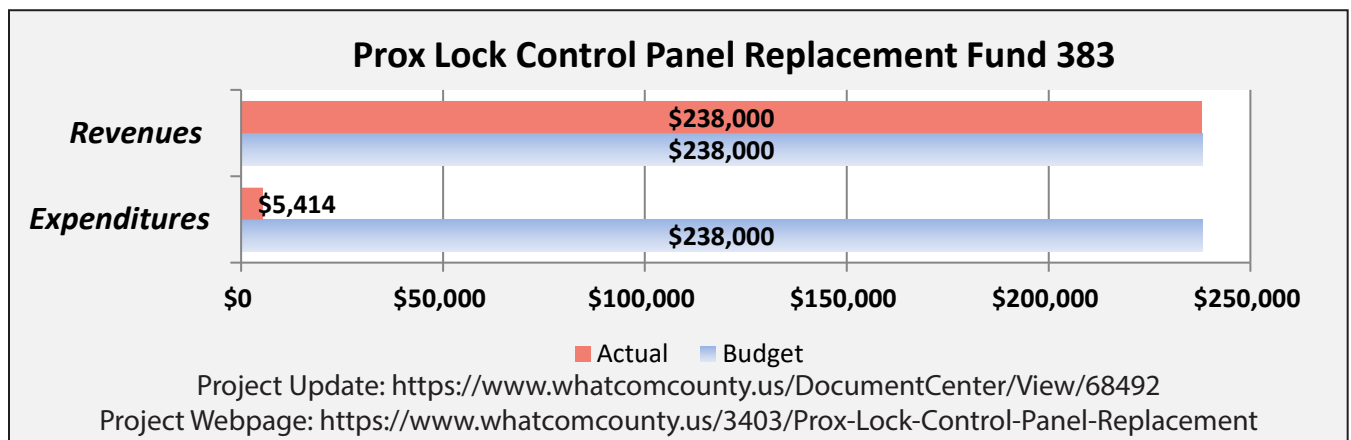 Prox Lock Control Panel Replacement Fund 383
Revenues
$238,000
$238,000
Expenditures
$5,414
$238,000
$0 $50,000 $100,000 $150,000 $200,000 $250,000
Actual Budget
Project Update: https://www.whatcomcounty.us/DocumentCenter/View/68492
Project Webpage: https://www.whatcomcounty.us/3403/Prox-Lock-Control-Panel-Replacement